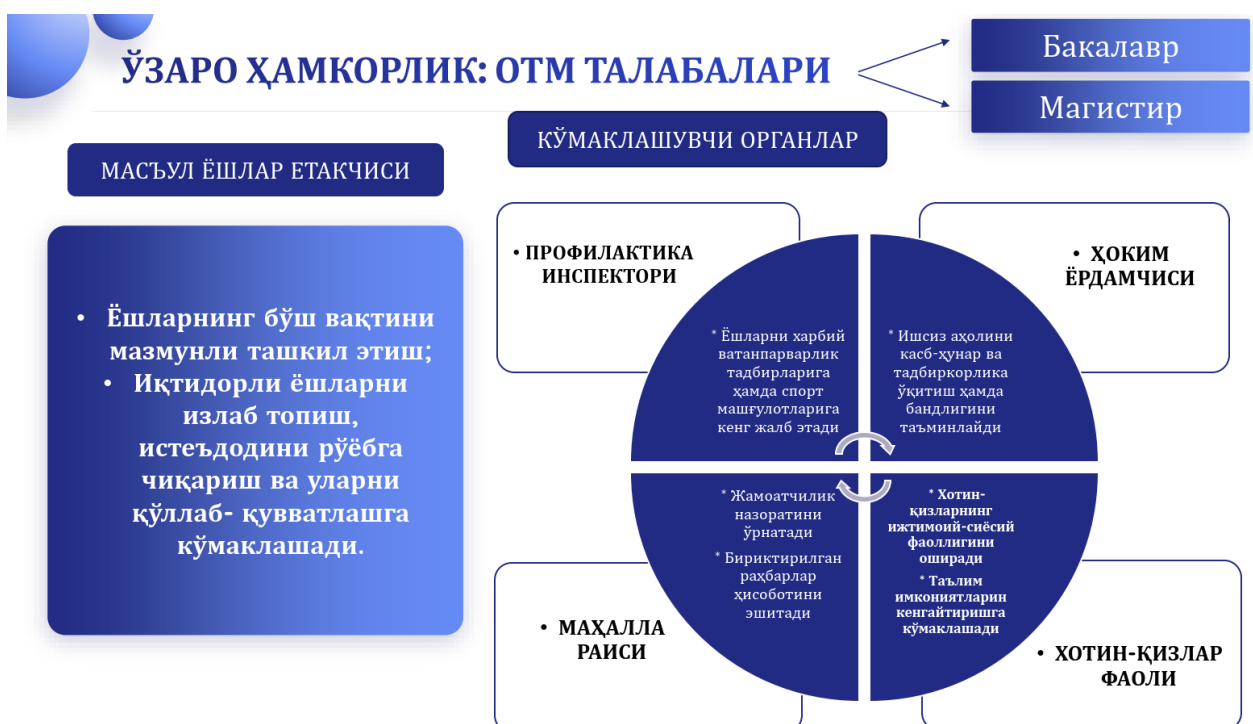 ЎЗАРО ҲАМКОРЛИК: ОТМ ТАЛАБАЛАРИ
Бакалавр
Магистир
МАСЪУЛ ЁШЛАР ЕТАКЧИСИ
• Ёшларнинг бўш вақтини
мазмунли ташкил этиш;
• Иқтидорли ёшларни
излаб топиш,
истеъдодини рўёбга
чиқариш ва уларни
қўллаб- қувватлашга
кўмаклашади.
КЎМАКЛАШУВЧИ ОРГАНЛАР
• ПРОФИЛАКТИКА
ИНСПЕКТОРИ
* Ёшларни харбий
ватанпарварлик
тадбирларига
ҳамда спорт
машғулотларига
кенг жалб этади
• ҲОКИМ
ЁРДАМЧИСИ
* Ишсиз аҳолини
касб-ҳунар ва
тадбиркорлика
ўқитиш ҳамда
бандлигини
таъминлайди
* Жамоатчилик
назоратини
ўрнатади
* Бириктирилган
раҳбарлар
ҳисоботини
эшитади
• МАҲАЛЛА
РАИСИ
* Хотин-
қизларнинг
ижтимоий-сиёсий
фаоллигини
оширади
* Таълим
имкониятларин
кенгайтиришга
кўмаклашади
• ХОТИН-ҚИЗЛАР
ФАОЛИ